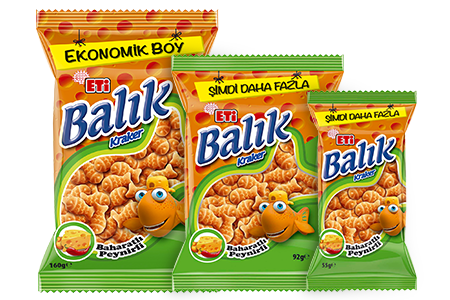 EKONOMİK BOY
ETİ
Balık
Kraker
Baharatlı
Peynirli
160g℮
ŞİMDİ DAHA FAZLA
ETİ
Balık
Kraker
Baharatlı
Peynirli
92g℮
ŞİMDİ DAHA FAZLA
ETİ
Balık
Kraker
Baharatlı
Peynirli
55g℮